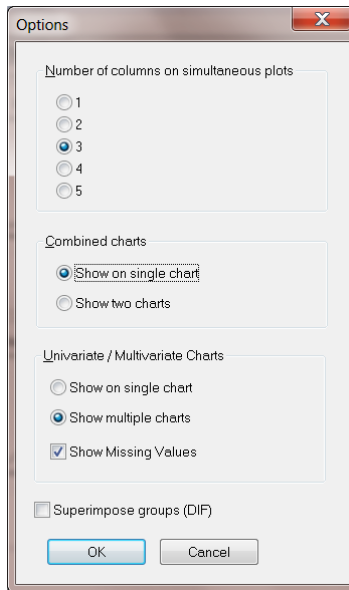 Options
Number of columns on simultaneous plots
1
2
3
4
5
Combined charts
Show on single chart
Show two charts
Univariate / Multivariate Charts
Show on single chart
Show multiple charts
Show Missing Values
Superimpose groups (DIF)
OK Cancel